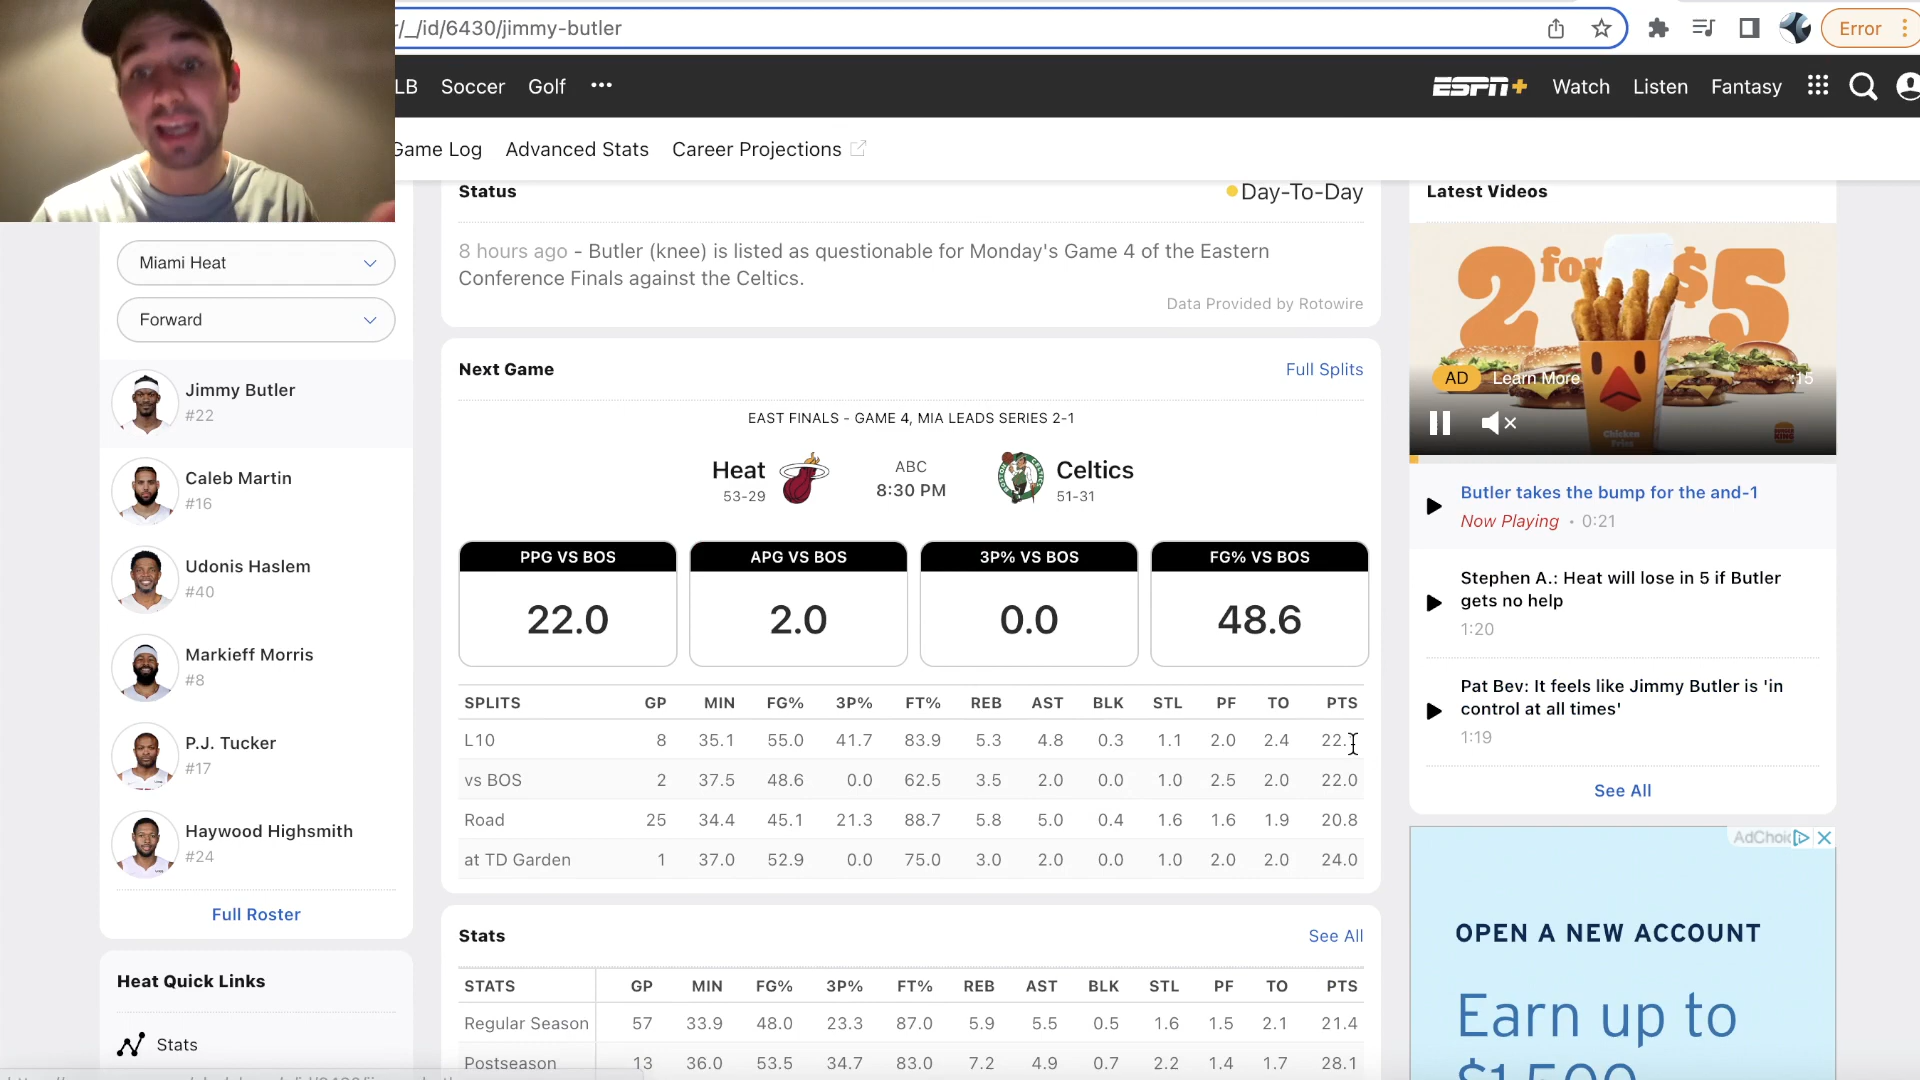 r/_/id/6430/jimmy-butler
Error
LB Soccer Golf
ESPN+ Watch Listen Fantasy
Game Log Advanced Stats Career Projections
Miami Heat
Forward
Jimmy Butler
#22
Caleb Martin
#16
Udonis Haslem
#40
Markieff Morris
#8
P.J. Tucker
#17
Haywood Highsmith
#24
Full Roster
Heat Quick Links
Stats
Status
Day-To-Day
8 hours ago - Butler (knee) is listed as questionable for Monday's Game 4 of the Eastern
Conference Finals against the Celtics.
Data Provided by Rotowire
Next Game
Full Splits
EAST FINALS - GAME 4, MIA LEADS SERIES 2-1
Heat
53-29
ABC
8:30 PM
Celtics
51-31
PPG VS BOS APG VS BOS 3P% VS BOS FG% VS BOS
22.0 2.0 0.0 48.6
SPLITS GP MIN FG% 3P% FT% REB AST BLK STL PF TO PTS
L10 8 35.1 55.0 41.7 83.9 5.3 4.8 0.3 1.1 2.0 2.4 22.
vs BOS 2 37.5 48.6 0.0 62.5 3.5 2.0 0.0 1.0 2.5 2.0 22.0
Road 25 34.4 45.1 21.3 88.7 5.8 5.0 0.4 1.6 1.6 1.9 20.8
at TD Garden 1 37.0 52.9 0.0 75.0 3.0 2.0 0.0 1.0 2.0 2.0 24.0
Stats
See All
STATS GP MIN FG% 3P% FT% REB AST BLK STL PF TO PTS
Regular Season 57 33.9 48.0 23.3 87.0 5.9 5.5 0.5 1.6 1.5 2.1 21.4
Postseason 13 36.0 53.5 34.7 83.0 7.2 4.9 0.7 2.2 1.4 1.7 28.1
Latest Videos
2 for $5
AD Learn More :15
Chicken
Fries
Butler takes the bump for the and-1
Now Playing • 0:21
Stephen A.: Heat will lose in 5 if Butler
gets no help
1:20
Pat Bev: It feels like Jimmy Butler is 'in
control at all times'
1:19
See All
AdChoic
OPEN A NEW ACCOUNT
Earn up to
$1,500